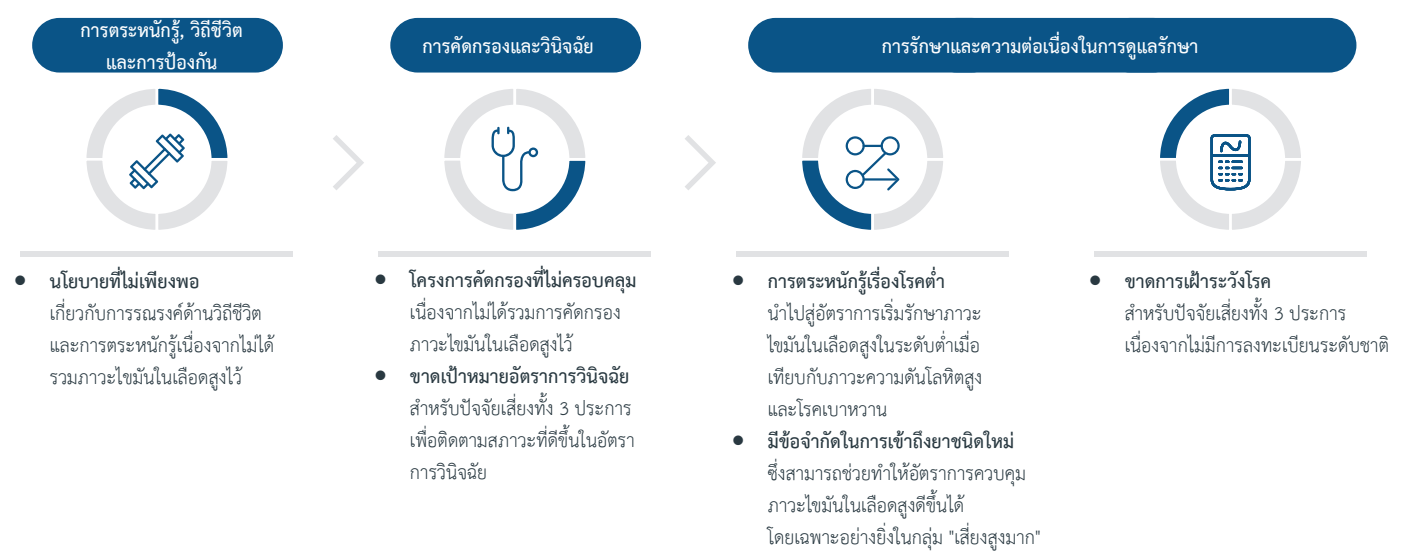 การตระหนักรู้, วิถีชีวิต
และการป้องกัน
การคัดกรองและวินิจฉัย
การรักษาและความต่อเนื่องในการดูแลรักษา
นโยบายที่ไม่เพียงพอ
เกี่ยวกับการรณรงค์ด้านวิถีชีวิต
และการตระหนักรู้เนื่องจากไม่ได้
รวมภาวะไขมันในเลือดสูงไว้
โครงการคัดกรองที่ไม่ครอบคลุม
เนื่องจากไม่ได้รวมการคัดกรอง
ภาวะไขมันในเลือดสูงไว้
ขาดเป้าหมายอัตราการวินิจฉัย
สำหรับปัจจัยเสี่ยงทั้ง 3 ประการ
เพื่อติดตามสภาวะที่ดีขึ้นในอัตรา
การวินิจฉัย
การตระหนักรู้เรื่องโรคต่ำ
นำไปสู่อัตราการเริ่มรักษาภาวะ
ไขมันในเลือดสูงในระดับต่ำเมื่อ
เทียบกับภาวะความดันโลหิตสูง
และโรคเบาหวาน
มีข้อจำกัดในการเข้าถึงยาชนิดใหม่
ซึ่งสามารถช่วยทำให้อัตราการควบคุม
ภาวะไขมันในเลือดสูงดีขึ้นได้
โดยเฉพาะอย่างยิ่งในกลุ่ม "เสี่ยงสูงมาก"
ขาดการเฝ้าระวังโรค
สำหรับปัจจัยเสี่ยงทั้ง 3 ประการ
เนื่องจากไม่มีการลงทะเบียนระดับชาติ